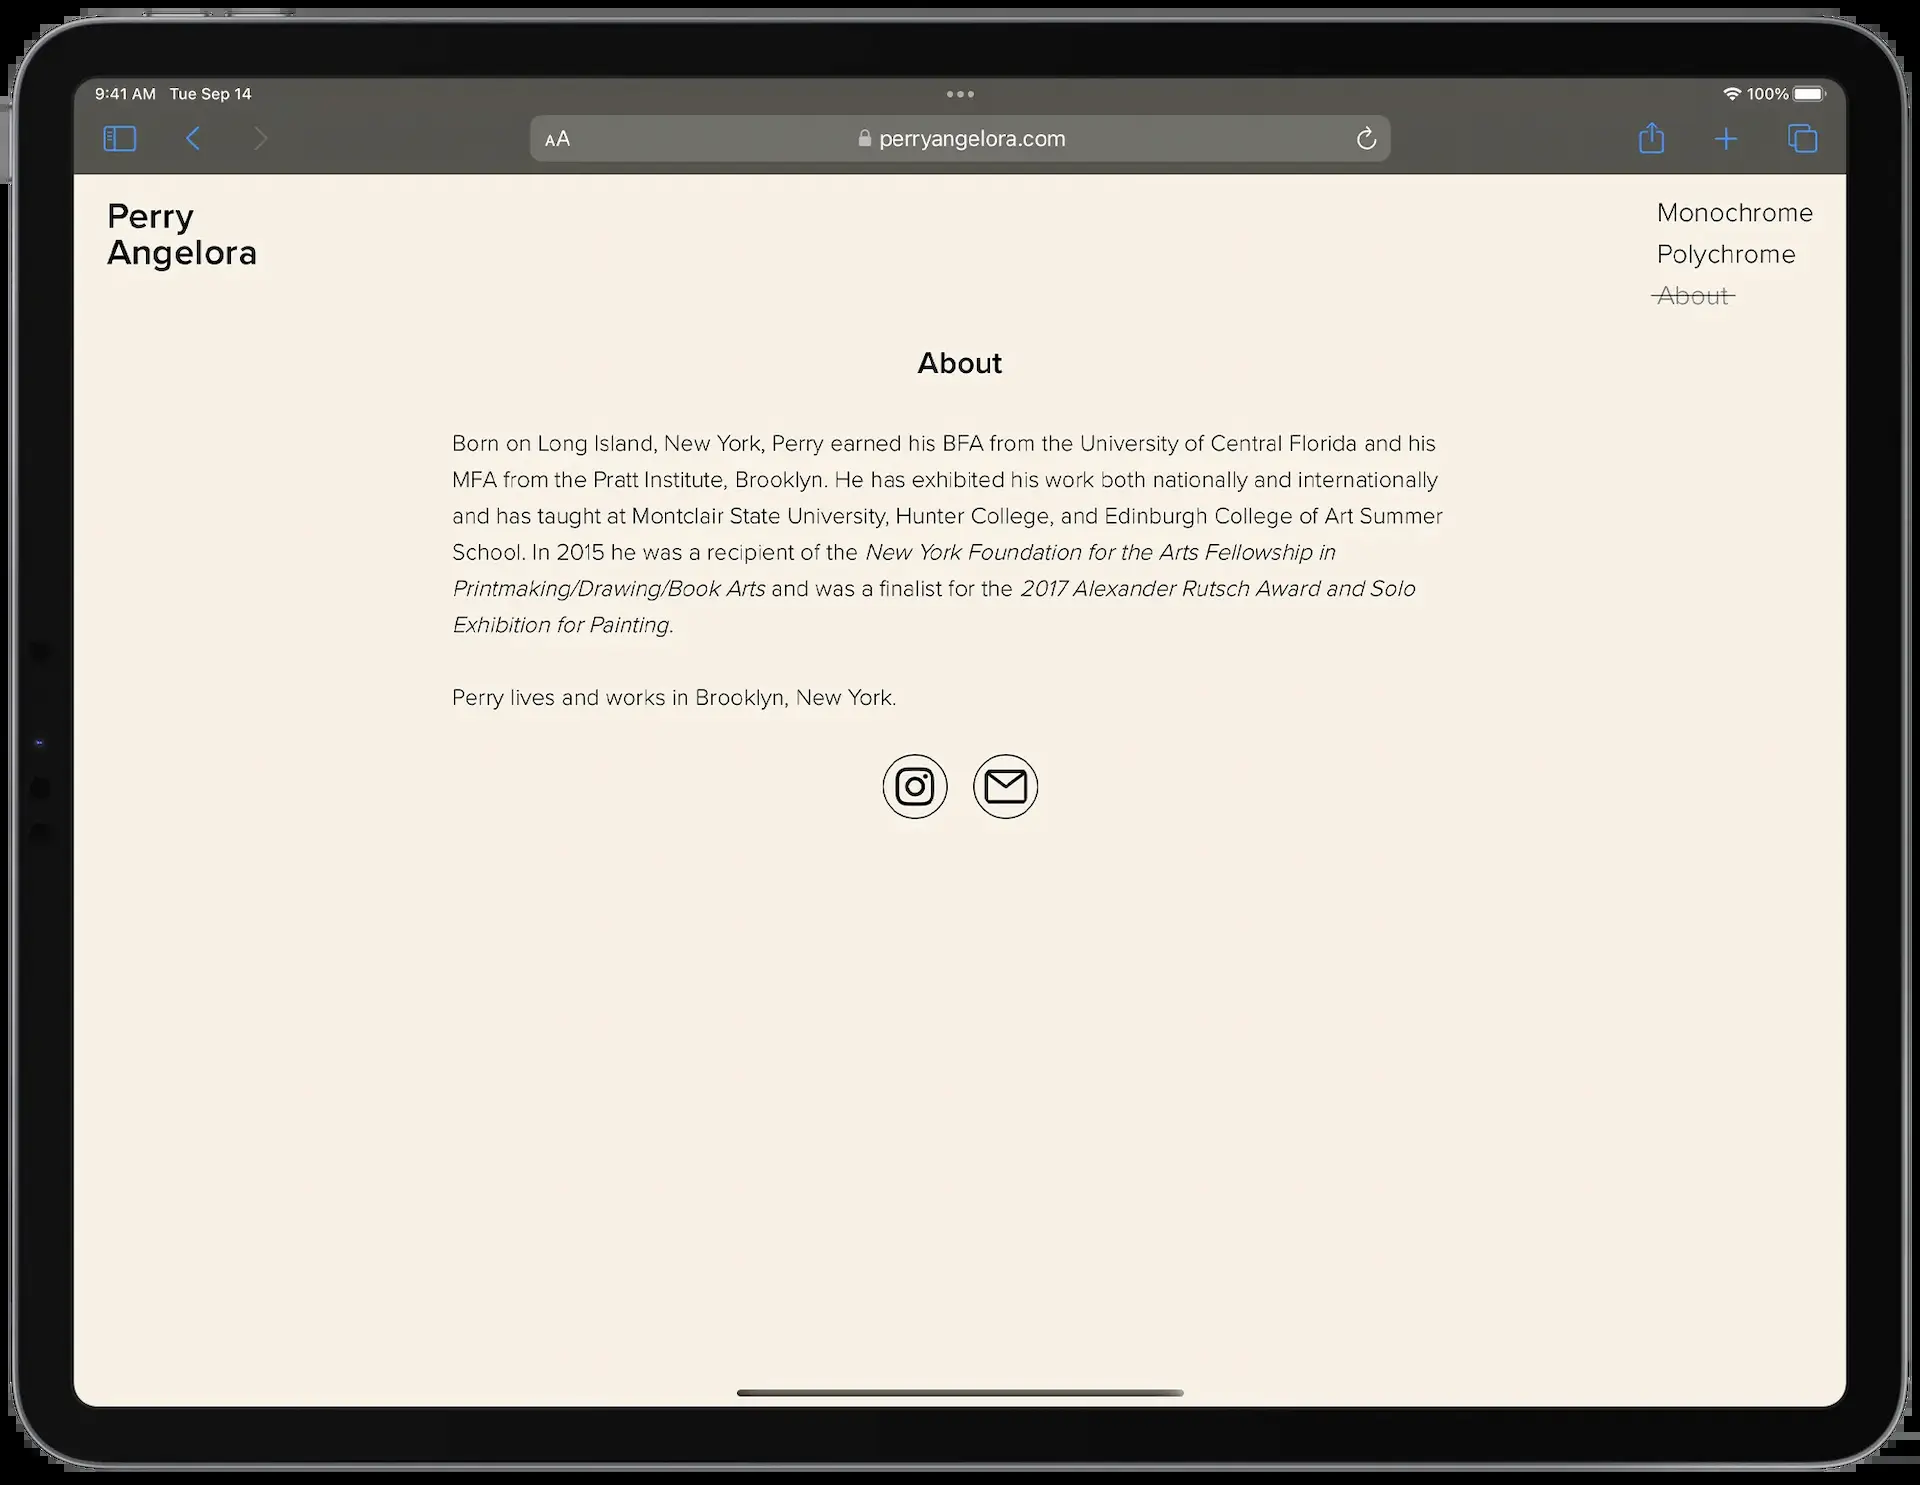 9:41 AM Tue Sep 14
100%
AA
perryangelora.com
Perry
Angelora
Monochrome
Polychrome
About
About
Born on Long Island, New York, Perry earned his BFA from the University of Central Florida and his
MFA from the Pratt Institute, Brooklyn. He has exhibited his work both nationally and internationally
and has taught at Montclair State University, Hunter College, and Edinburgh College of Art Summer
School. In 2015 he was a recipient of the New York Foundation for the Arts Fellowship in
Printmaking/Drawing/Book Arts and was a finalist for the 2017 Alexander Rutsch Award and Solo
Exhibition for Painting.
Perry lives and works in Brooklyn, New York.